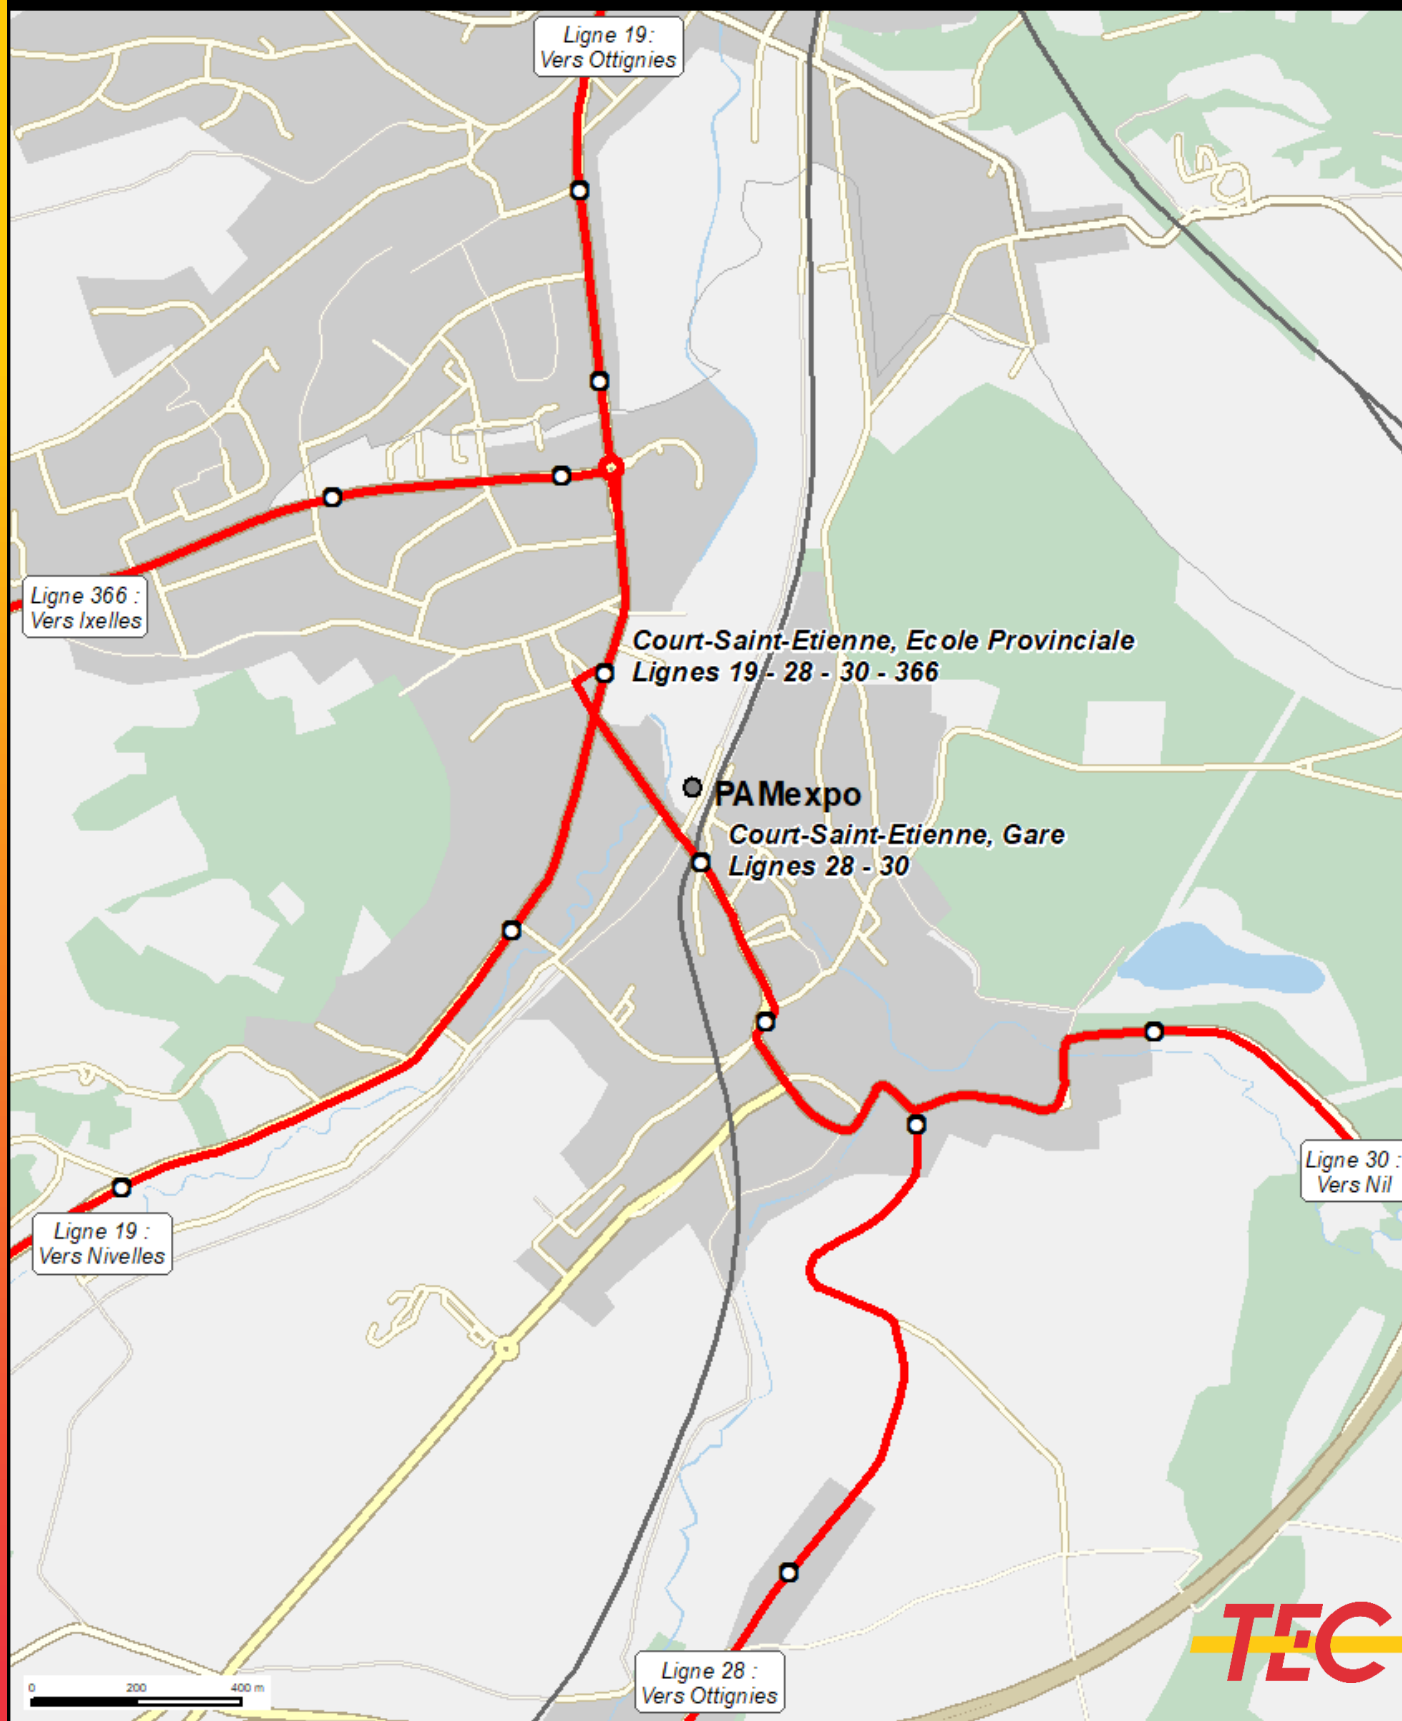 Ligne 19:
Vers Ottignies
Ligne 366 :
Vers Ixelles
Court-Saint-Etienne, Ecole Provinciale
Lignes 19 - 28 - 30 - 366
PAMexpo
Court-Saint-Etienne, Gare
Lignes 28 - 30
Ligne 30 :
Vers Nil
Ligne 19 :
Vers Nivelles
Ligne 28 :
Vers Ottignies
TEC
0 200 400 m